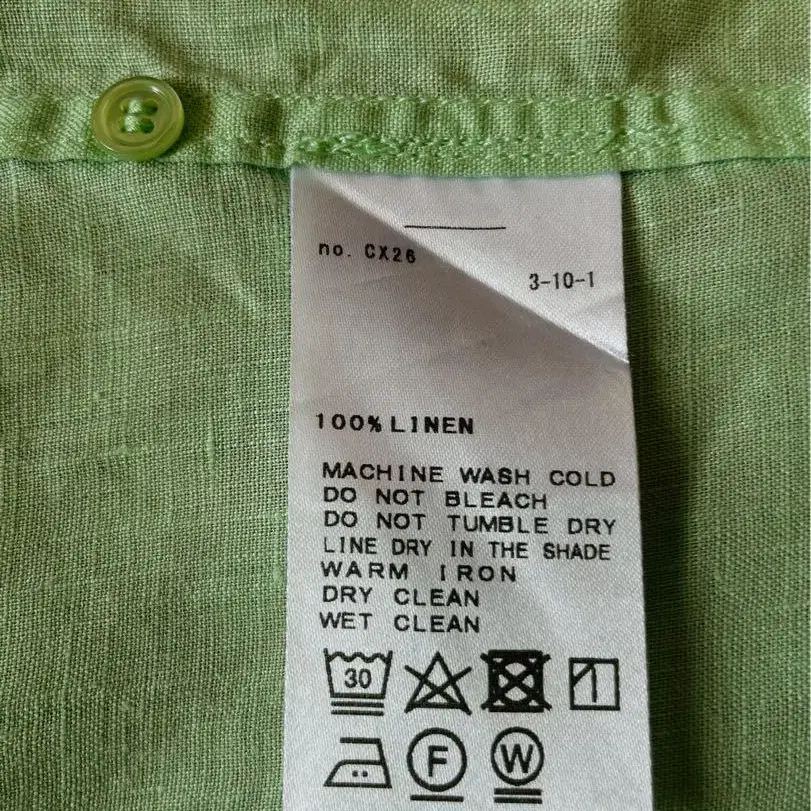 no. CX26
3-10-1
100% LINEN
MACHINE WASH COLD
DO NOT BLEACH
DO NOT TUMBLE DRY
LINE DRY IN THE SHADE
WARM IRON
DRY CLEAN
WET CLEAN
30
F
W